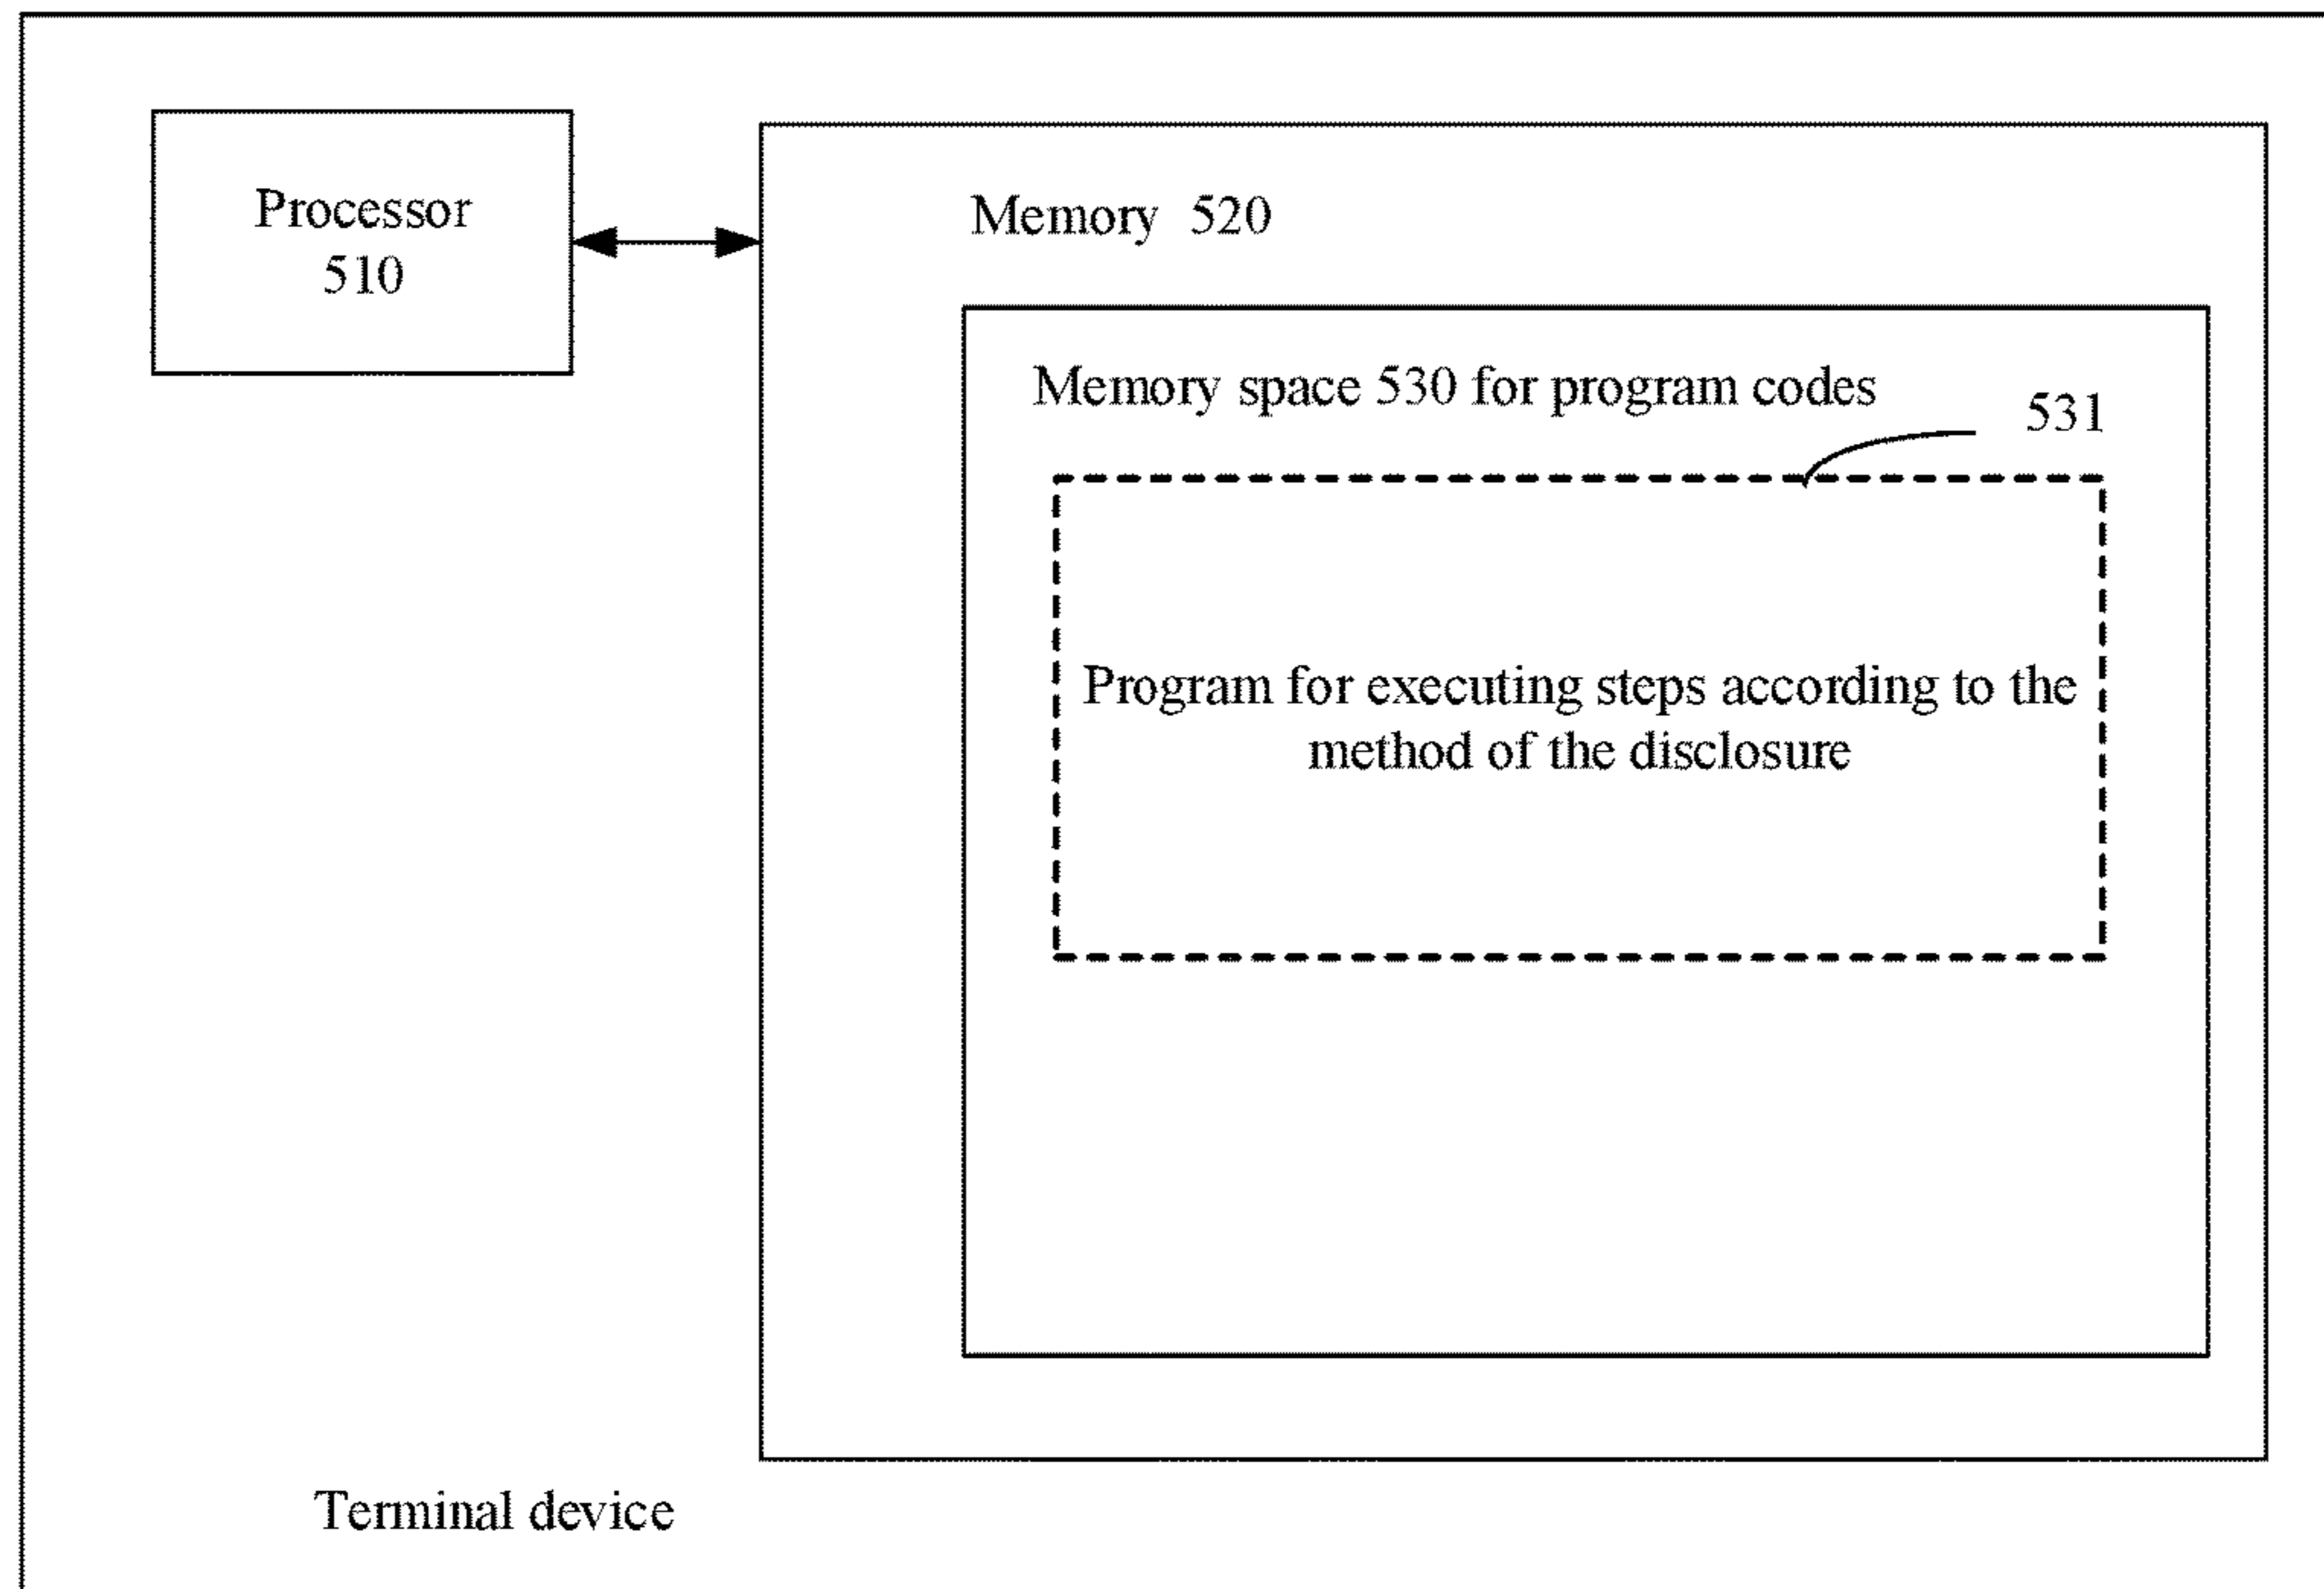 Processor
510
Memory 520
Memory space 530 for program codes
531
Program for executing steps according to the
method of the disclosure
Terminal device